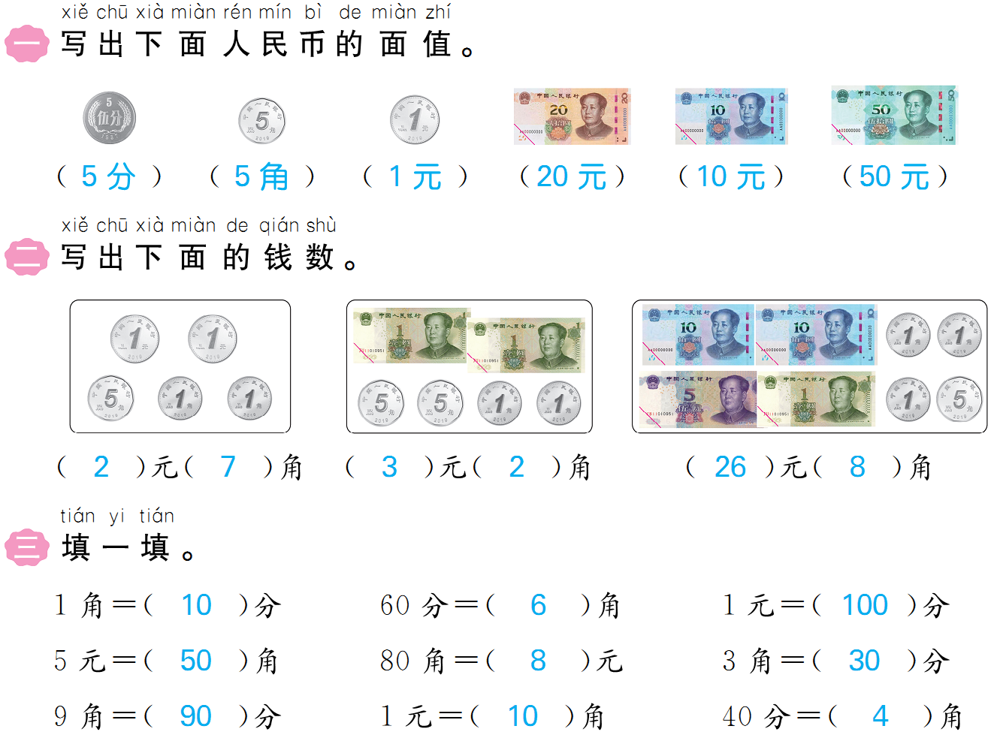 xiě chū xià miàn rén mín bì de miàn zhí
一 写出下面人民币的面值。
(5分) (5角) (1元) (20元) (10元) (50元)
xiě chū xià miàn de qián shù
二 写出下面的钱数。
(2)元(7)角 (3)元(2)角 (26)元(8)角
tián yi tián
三 填一填。
1角=(10)分 60分=(6)角 1元=(100)分
5元=(50)角 80角=(8)元 3角=(30)分
9角=(90)分 1元=(10)角 40分=(4)角